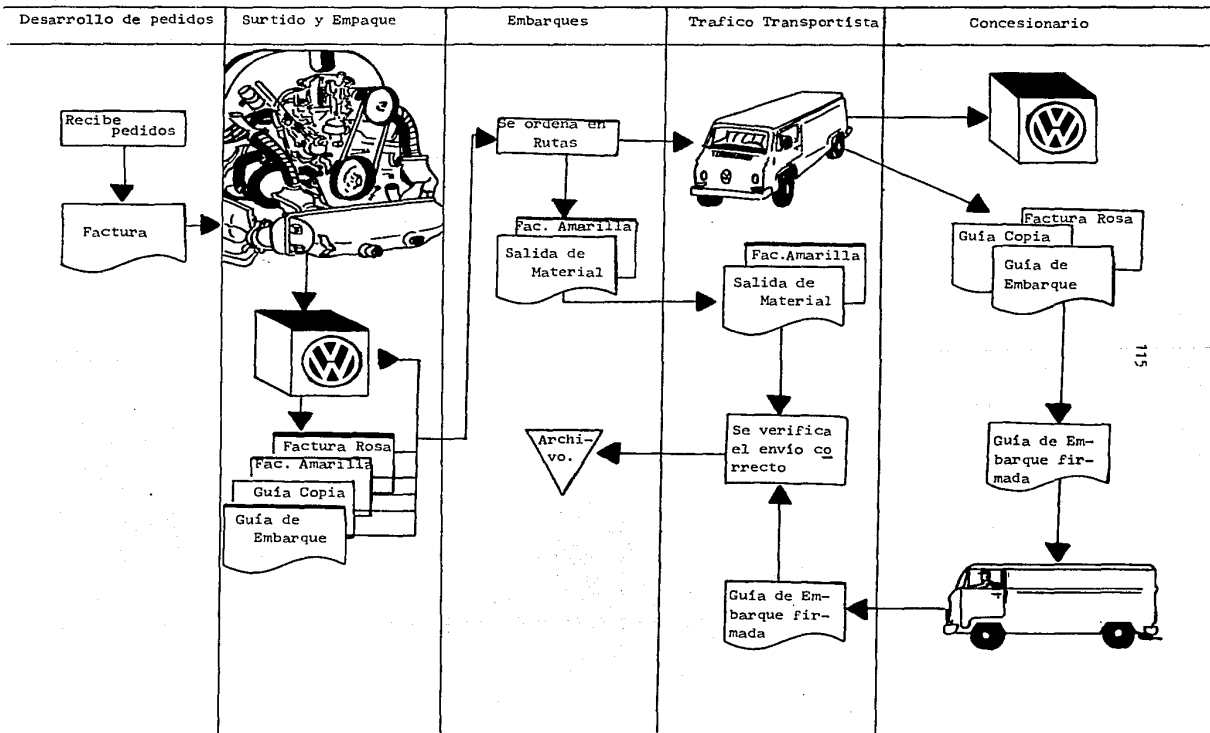 Desarrollo de pedidos
Surtido y Empaque
Embarques
Trafico Transportista
Concesionario
Recibe
pedidos
Factura
Factura Rosa
Fac. Amarilla
Guía Copia
Guía de
Embarque
Se ordena en
Rutas
Fac. Amarilla
Salida de
Material
Archi-
vo.
Fac.Amarilla
Salida de
Material
Se verifica
el envío co
rrecto
Guía de Em-
barque fir-
mada
Factura Rosa
Guía Copia
Guía de
Embarque
Guía de Em-
barque fir-
mada
115